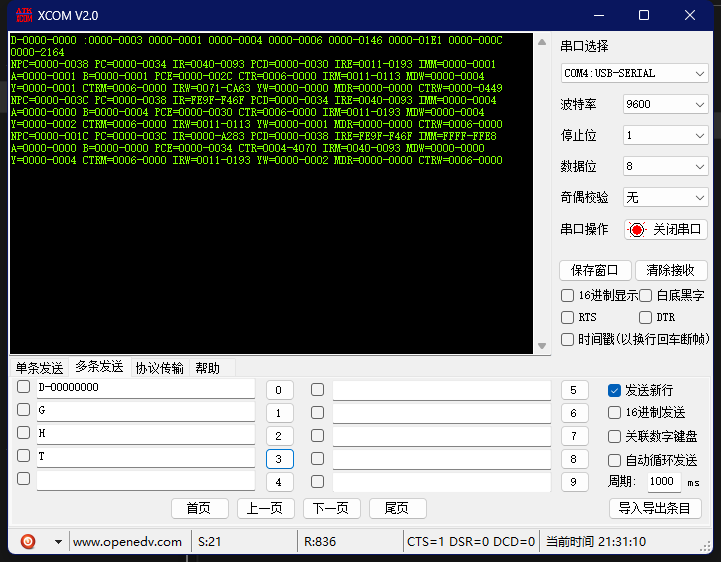 XCOM V2.0
D-0000-0000 :0000-0003 0000-0001 0000-0004 0000-0006 0000-0146 0000-01E1 0000-000C
0000-2164
NPC=0000-0038 PC=0000-0034 IR=0040-0093 PCD=0000-0030 IRE=0011-0193 IMM=0000-0001
A=0000-0001 B=0000-0001 PCE=0000-002C CTR=0006-0000 IRM=0011-0113 MDW=0000-0004
Y=0000-0001 CTRM=0006-0000 IRW=0071-CA63 YW=0000-0000 MDR=0000-0000 CTRW=0000-0449
NPC=0000-003C PC=0000-0038 IR=FE9F-F46F PCD=0000-0034 IRE=0040-0093 IMM=0000-0004
A=0000-0000 B=0000-0004 PCE=0000-0030 CTR=0006-0000 IRM=0011-0193 MDW=0000-0001
Y=0000-0002 CTRM=0006-0000 IRW=0011-0113 YW=0000-0001 MDR=0000-0000 CTRW=0006-0000
NPC=0000-001C PC=0000-003C IR=0000-A283 PCD=0000-0038 IRE=FE9F-F46F IMM=FFFF-FFE8
A=0000-0000 B=0000-0000 PCE=0000-0034 CTR=0004-4070 IRM=0040-0093 MDW=0000-0000
Y=0000-0004 CTRM=0006-0000 IRW=0011-0193 YW=0000-0002 MDR=0000-0000 CTRW=0006-0000
串口选择
COM4:USB-SERIAL
波特率 9600
停止位 1
数据位 8
奇偶校验 无
串口操作 关闭串口
保存窗口 清除接收
16进制显示 白底黑字
RTS DTR
时间戳(以换行回车断帧)
单条发送 多条发送 协议传输 帮助
D-00000000 0 5
G 1 6
H 2 7
T 3 8
4 9
发送新行
16进制发送
关联数字键盘
自动循环发送
周期: 1000 ms
首页 上一页 下一页 尾页 导入导出条目
www.openedv.com S:21 R:836 CTS=1 DSR=0 DCD=0 当前时间 21:31:10